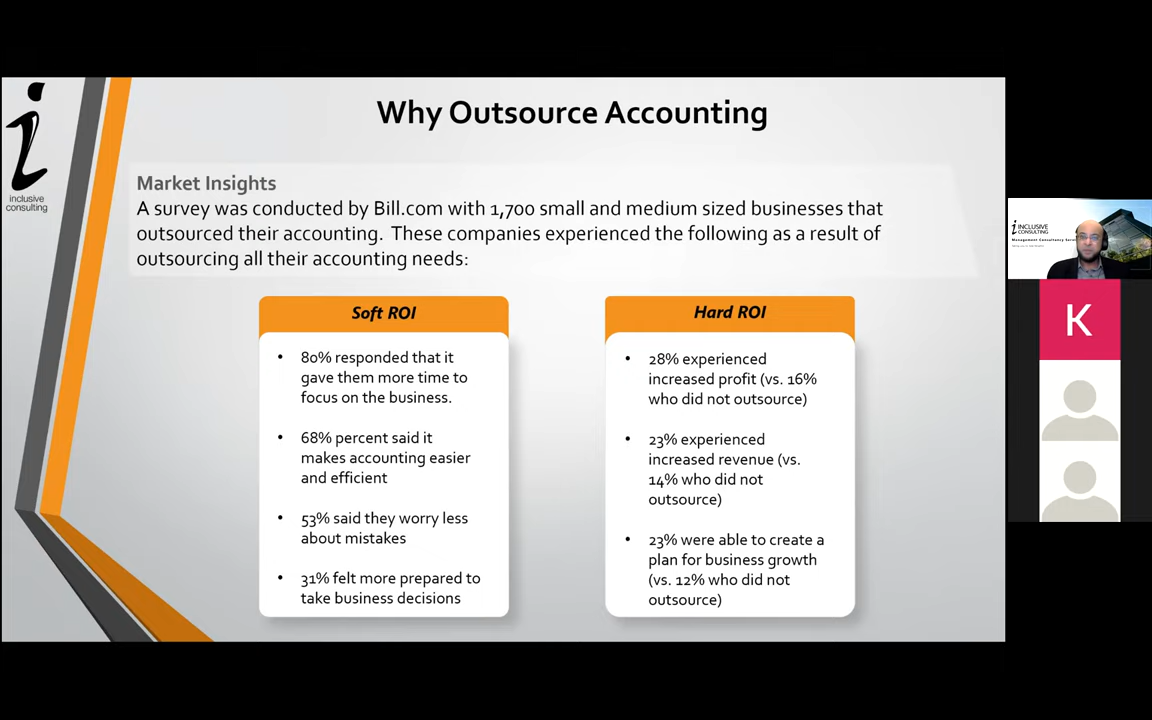 Why Outsource Accounting
i
inclusive
consulting
Market Insights
A survey was conducted by Bill.com with 1,700 small and medium sized businesses that
outsourced their accounting. These companies experienced the following as a result of
outsourcing all their accounting needs:
Soft ROI
• 80% responded that it
gave them more time to
focus on the business.
• 68% percent said it
makes accounting easier
and efficient
• 53% said they worry less
about mistakes
• 31% felt more prepared to
take business decisions
Hard ROI
• 28% experienced
increased profit (vs. 16%
who did not outsource)
• 23% experienced
increased revenue (vs.
14% who did not
outsource)
• 23% were able to create a
plan for business growth
(vs. 12% who did not
outsource)
i INCLUSIVE
CONSULTING
Management Consultancy
K